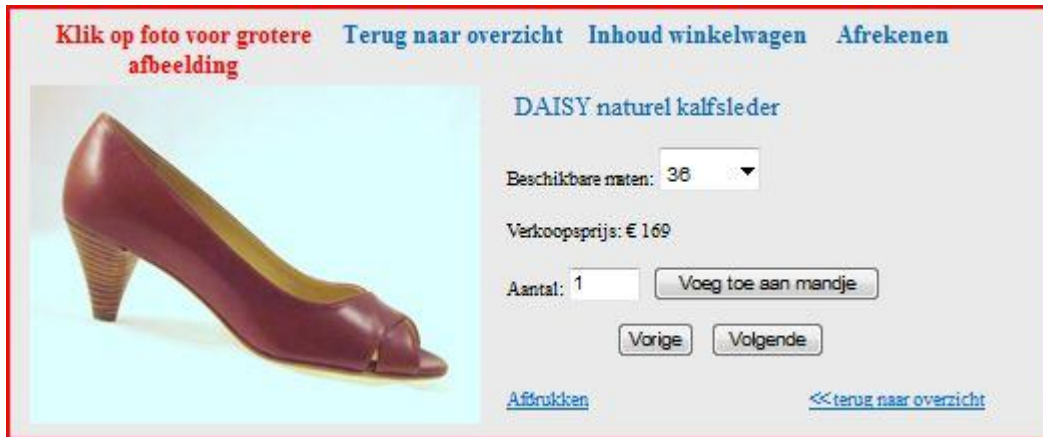 Klik op foto voor grotere
afbeelding
Terug naar overzicht
Inhoud winkelwagen
Afrekenen
DAISY naturel kalfsleder
Beschikbare maten: 36
Verkoopsprijs: € 169
Aantal: 1 Voeg toe aan mandje
Vorige Volgende
Afdrukken <<terug naar overzicht